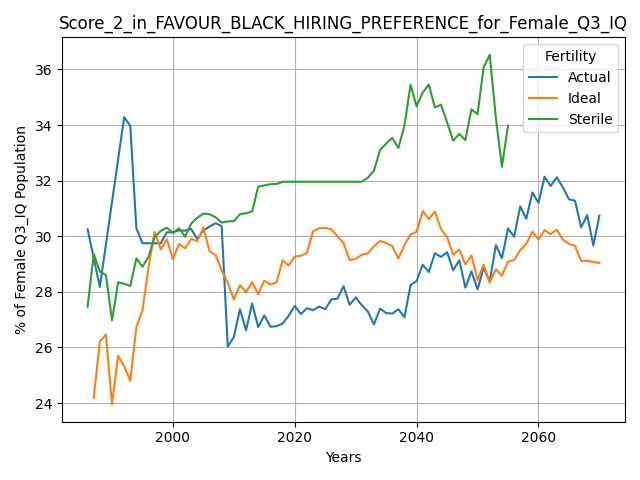 Score_2_in_FAVOUR_BLACK_HIRING_PREFERENCE_for_Female_Q3_IQ
Fertility
Actual
Ideal
Sterile
% of Female Q3_IQ Population
36
34
32
30
28
26
24
2000
2020
2040
2060
Years